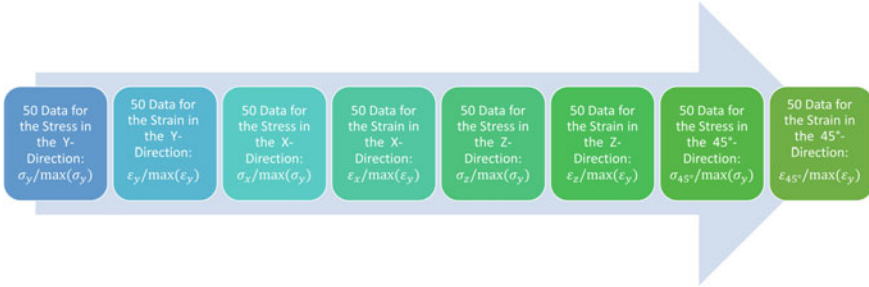 50 Data for
the Stress in
the Y-
Direction:
σ_y/max(σ_y)
50 Data for
the Strain in
the Y-
Direction:
ε_y/max(ε_y)
50 Data for
the Stress in
the X-
Direction:
σ_x/max(σ_y)
50 Data for
the Strain in
the X-
Direction:
ε_x/max(ε_y)
50 Data for
the Stress in
the Z-
Direction:
σ_z/max(σ_y)
50 Data for
the Strain in
the Z-
Direction:
ε_z/max(ε_y)
50 Data for
the Stress in
the 45°-
Direction:
σ_45°/max(σ_y)
50 Data for
the Strain in
the 45°-
Direction:
ε_45°/max(ε_y)